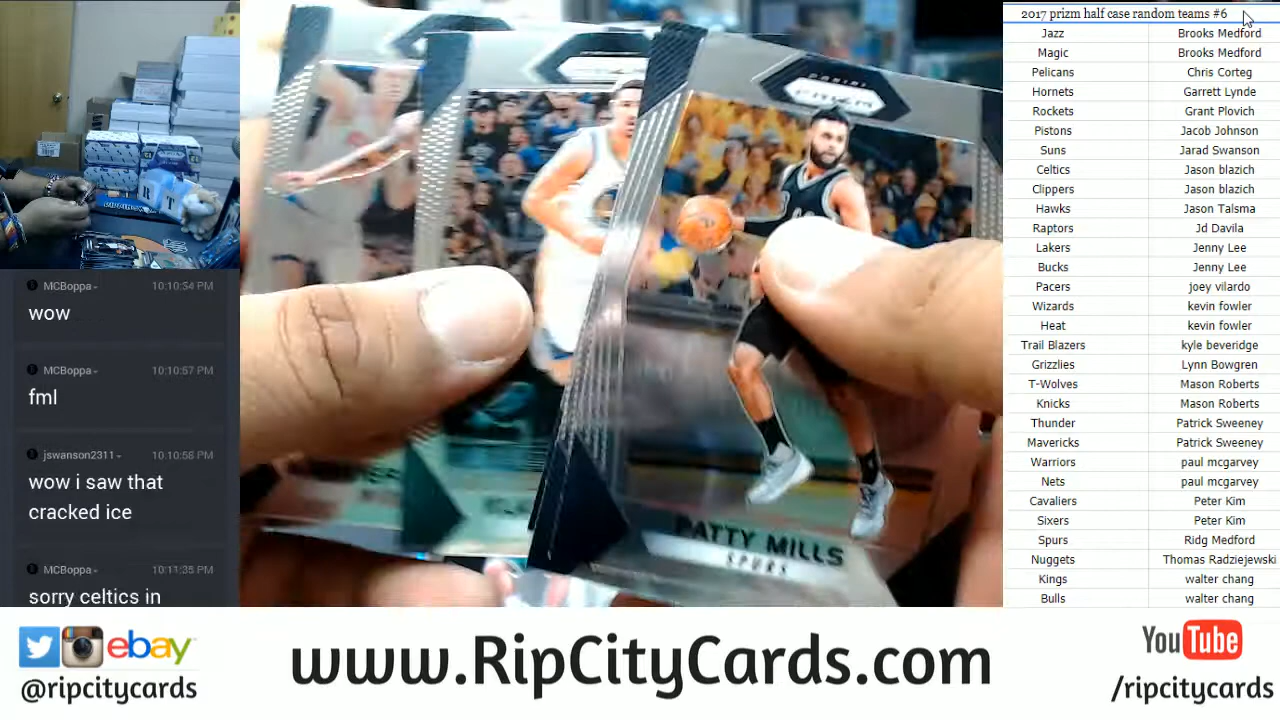 MCBoppa 10:10:54 PM
wow
MCBoppa 10:10:57 PM
fml
jswanson2311 10:10:58 PM
wow i saw that
cracked ice
MCBoppa 10:11:35 PM
sorry celtics in
PANINI
PRIZM
PATTY MILLS
SPURS
2017 prizm half case random teams #6
Jazz Brooks Medford
Magic Brooks Medford
Pelicans Chris Corteg
Hornets Garrett Lynde
Rockets Grant Plovich
Pistons Jacob Johnson
Suns Jarad Swanson
Celtics Jason blazich
Clippers Jason blazich
Hawks Jason Talsma
Raptors Jd Davila
Lakers Jenny Lee
Bucks Jenny Lee
Pacers joey vilardo
Wizards kevin fowler
Heat kevin fowler
Trail Blazers kyle beveridge
Grizzlies Lynn Bowgren
T-Wolves Mason Roberts
Knicks Mason Roberts
Thunder Patrick Sweeney
Mavericks Patrick Sweeney
Warriors paul mcgarvey
Nets paul mcgarvey
Cavaliers Peter Kim
Sixers Peter Kim
Spurs Ridg Medford
Nuggets Thomas Radziejewski
Kings walter chang
Bulls walter chang
ebay
@ripcitycards
www.RipCityCards.com
YouTube
/ripcitycards